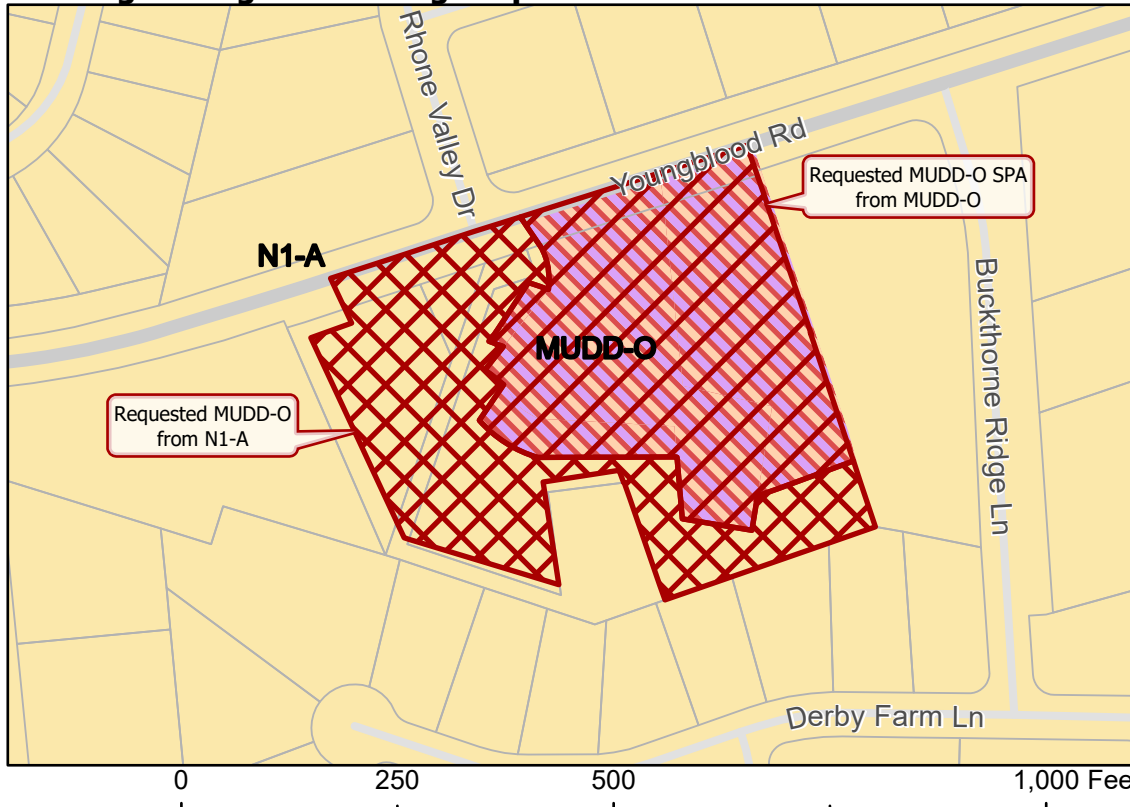 Rhone Valley Dr
Youngblood Rd
Requested MUDD-O SPA
from MUDD-O
N1-A
Buckthorne Ridge Ln
MUDD-O
Requested MUDD-O
from N1-A
Derby Farm Ln
0 250 500 1,000 Fee